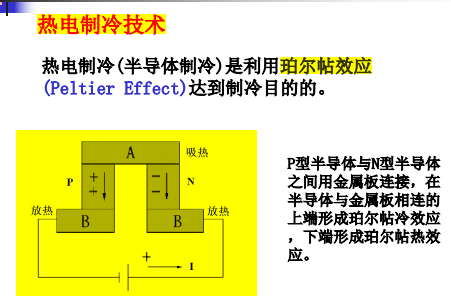 热电制冷技术
热电制冷(半导体制冷)是利用珀尔帖效应
(Peltier Effect)达到制冷目的的。
A 吸热
P + + − − N
放热 B B 放热
+ I
P型半导体与N型半导体
之间用金属板连接，在
半导体与金属板相连的
上端形成珀尔帖冷效应
，下端形成珀尔帖热效
应。